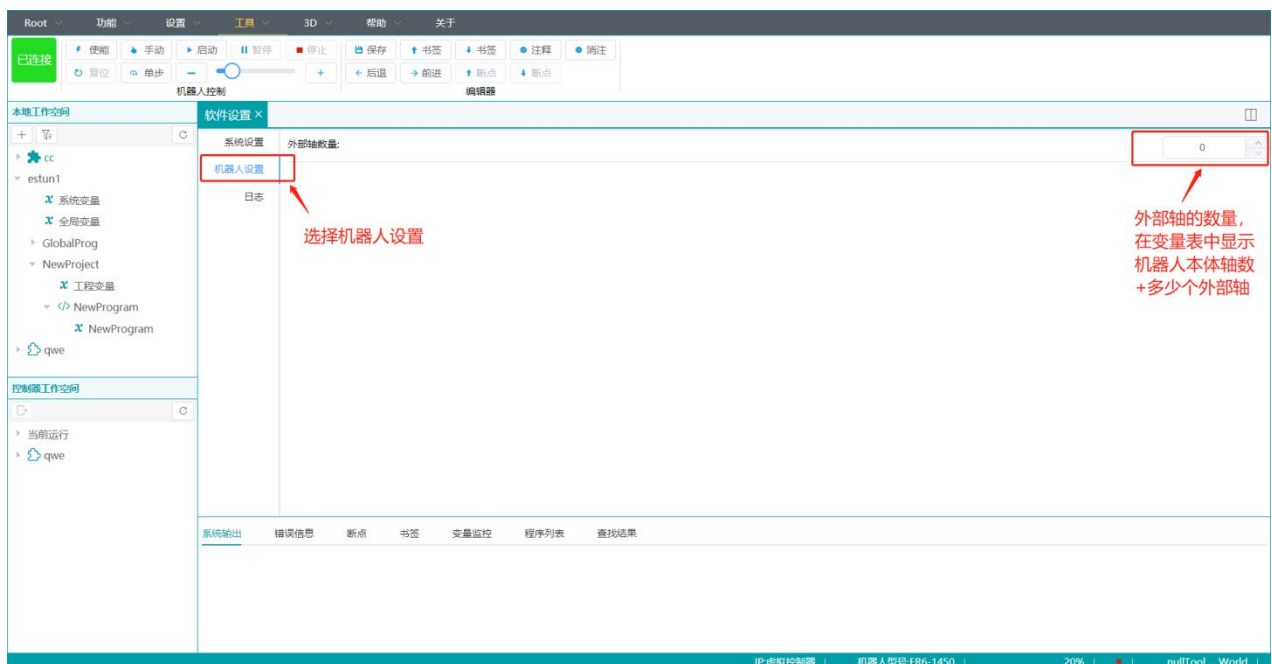 Root 功能 设置 工具 3D 帮助 关于
已连接 使能 手动 启动 暂停 停止 保存 书签 书签 注释 消注
复位 单步 − + 后退 前进 断点 断点
机器人控制 编辑器
本地工作空间
软件设置 ×
系统设置
外部轴数量:
0
机器人设置
日志
选择机器人设置
外部轴的数量，
在变量表中显示
机器人本体轴数
+多少个外部轴
cc
estun1
x 系统变量
x 全局变量
GlobalProg
NewProject
x 工程变量
</> NewProgram
x NewProgram
qwe
控制器工作空间
当前运行
qwe
系统输出 错误信息 断点 书签 变量监控 程序列表 查找结果
IP:虚拟控制器 | 机器人型号:ER6-1450 | 20% | | nullTool World |